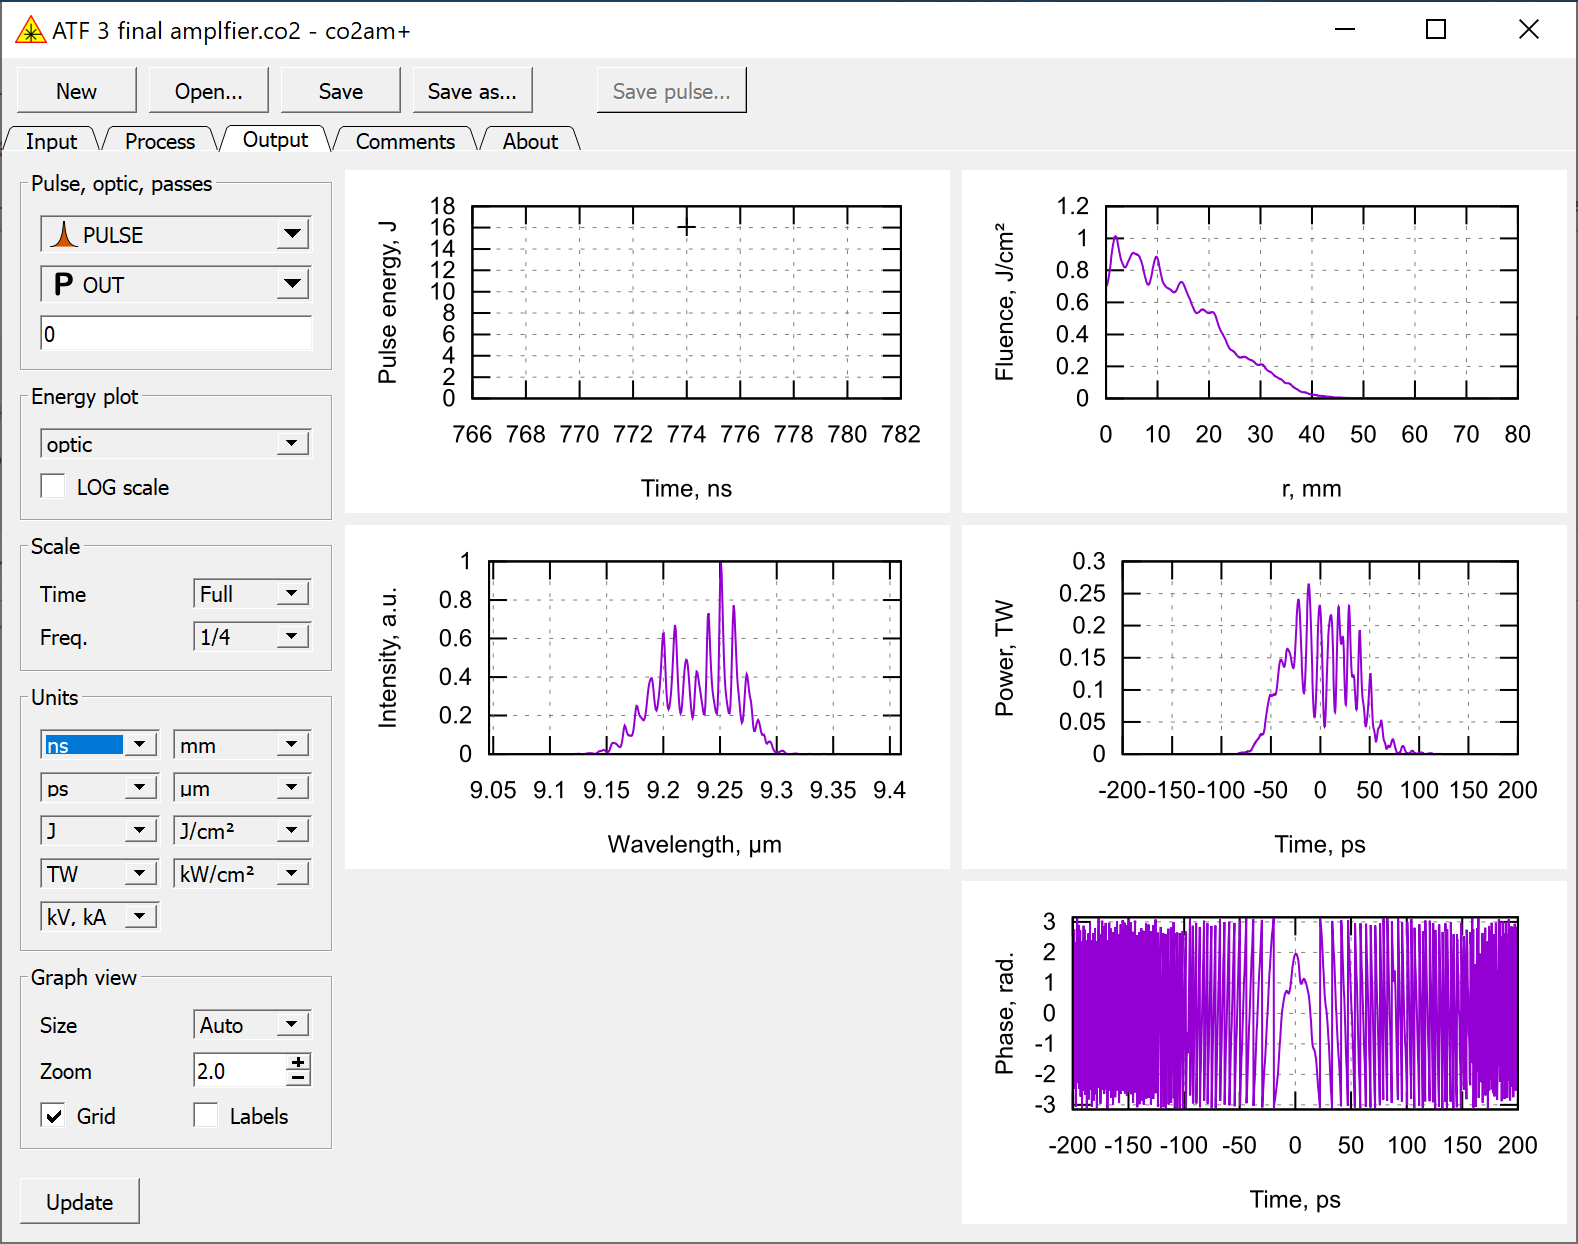 ATF 3 final amplfier.co2 - co2am+
New Open... Save Save as... Save pulse...
Input Process Output Comments About
Pulse, optic, passes
PULSE
P OUT
0
Energy plot
optic
LOG scale
Scale
Time Full
Freq. 1/4
Units
ns mm
ps µm
J J/cm²
TW kW/cm²
kV, kA
Graph view
Size Auto
Zoom 2.0
Grid Labels
Update
Pulse energy, J
18
16
14
12
10
8
6
4
2
0
766 768 770 772 774 776 778 780 782
Time, ns
Fluence, J/cm²
1.2
1
0.8
0.6
0.4
0.2
0
0 10 20 30 40 50 60 70 80
r, mm
Intensity, a.u.
1
0.8
0.6
0.4
0.2
0
9.05 9.1 9.15 9.2 9.25 9.3 9.35 9.4
Wavelength, µm
Power, TW
0.3
0.25
0.2
0.15
0.1
0.05
0
-200 -150 -100 -50 0 50 100 150 200
Time, ps
Phase, rad.
3
2
1
0
-1
-2
-3
-200 -150 -100 -50 0 50 100 150 200
Time, ps